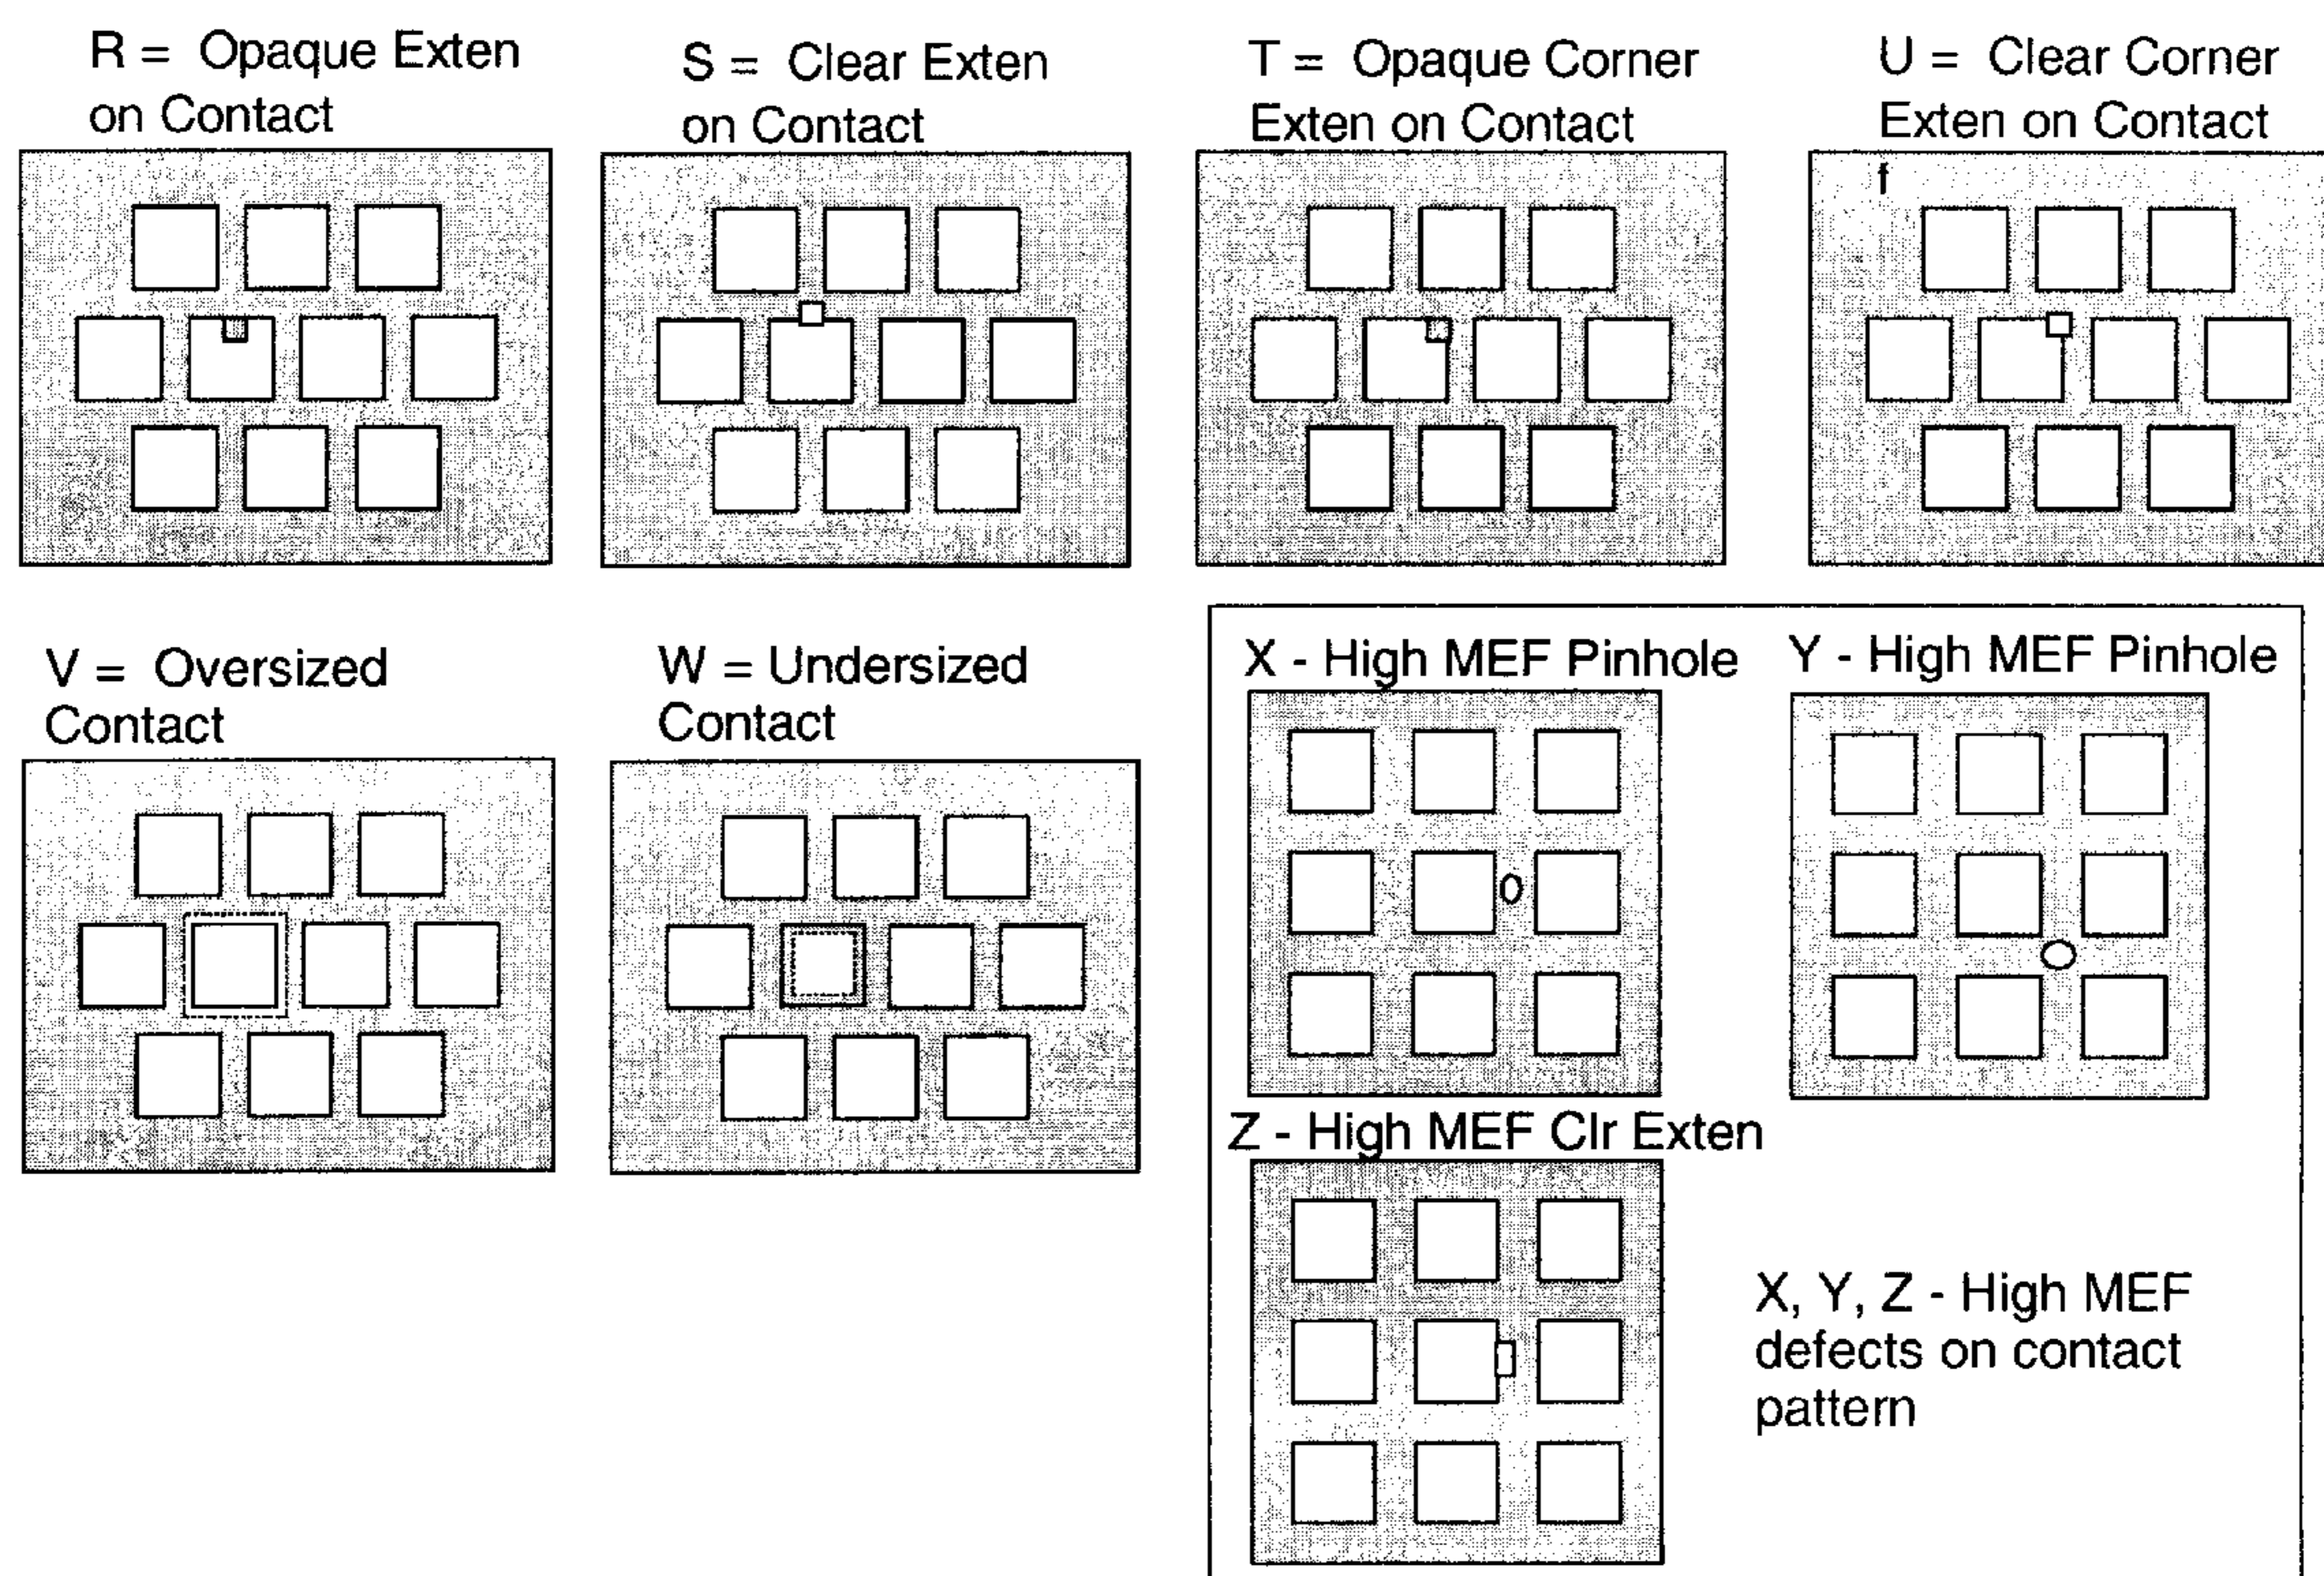 R = Opaque Exten
on Contact
S = Clear Exten
on Contact
T = Opaque Corner
Exten on Contact
U = Clear Corner
Exten on Contact
f
V = Oversized
Contact
W = Undersized
Contact
X - High MEF Pinhole
Y - High MEF Pinhole
Z - High MEF Clr Exten
X, Y, Z - High MEF
defects on contact
pattern